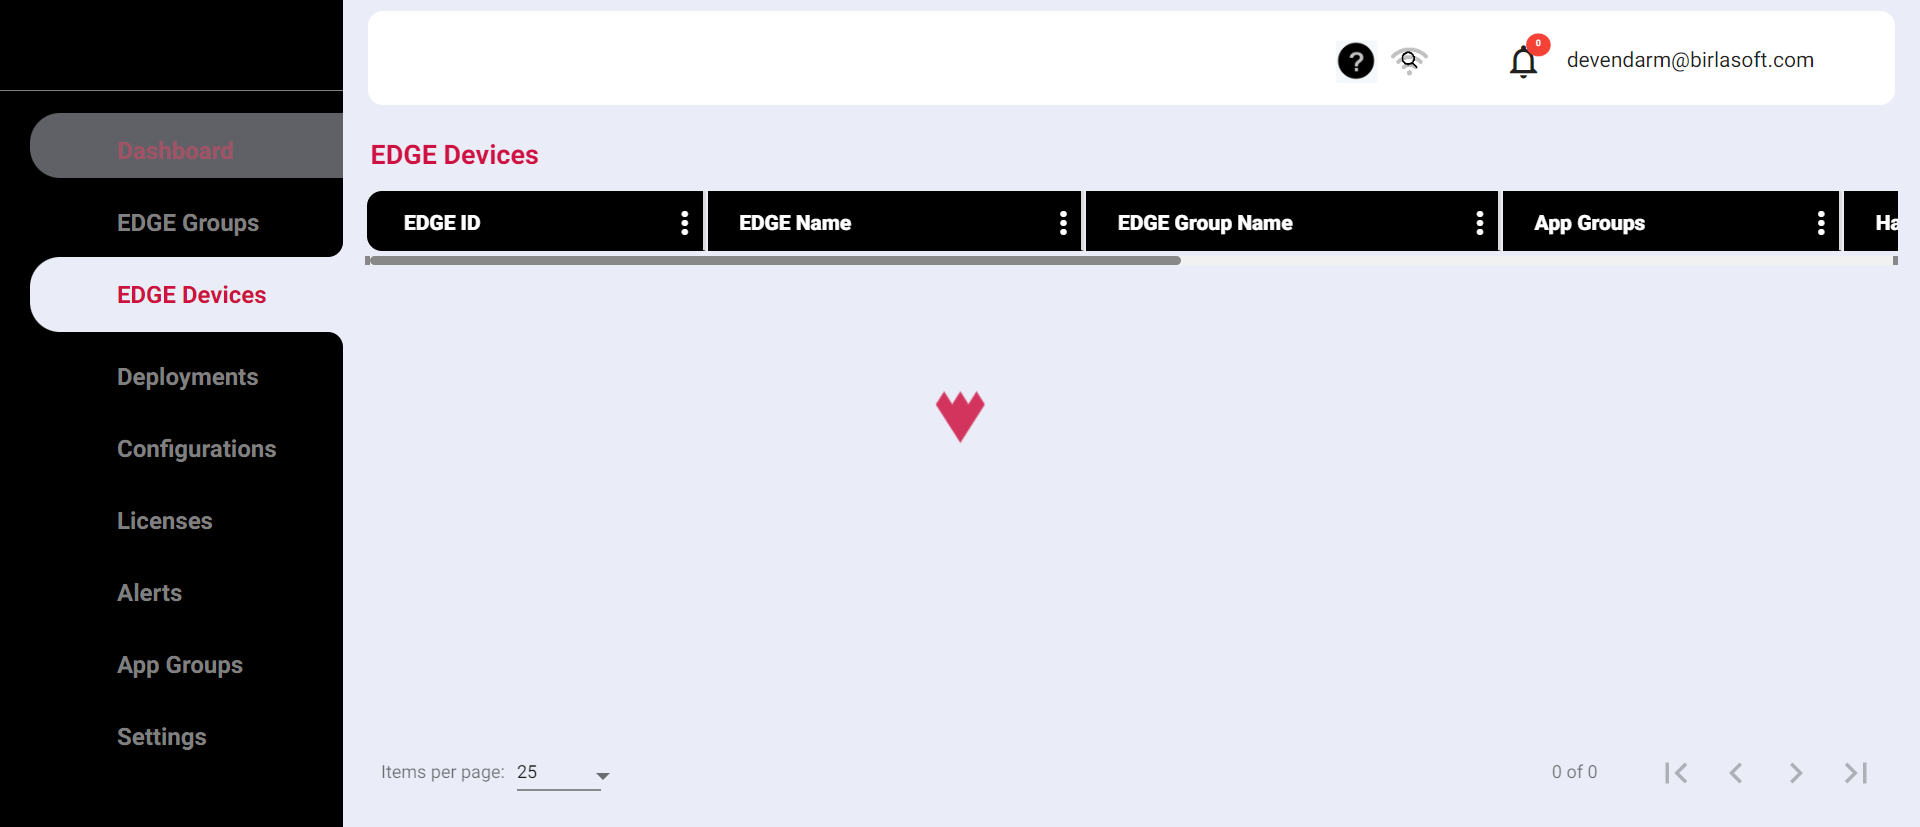 ?
0
devendarm@birlasoft.com
Dashboard
EDGE Groups
EDGE Devices
Deployments
Configurations
Licenses
Alerts
App Groups
Settings
EDGE Devices
EDGE ID EDGE Name EDGE Group Name App Groups Ha
Items per page: 25
0 of 0